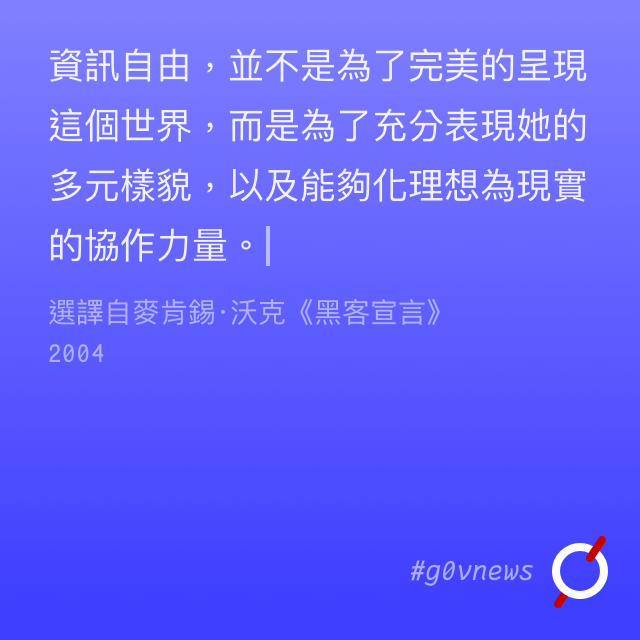 資訊自由，並不是為了完美的呈現
這個世界，而是為了充分表現她的
多元樣貌，以及能夠化理想為現實
的協作力量。
選譯自麥肯錫·沃克《黑客宣言》
2004
#g0vnews